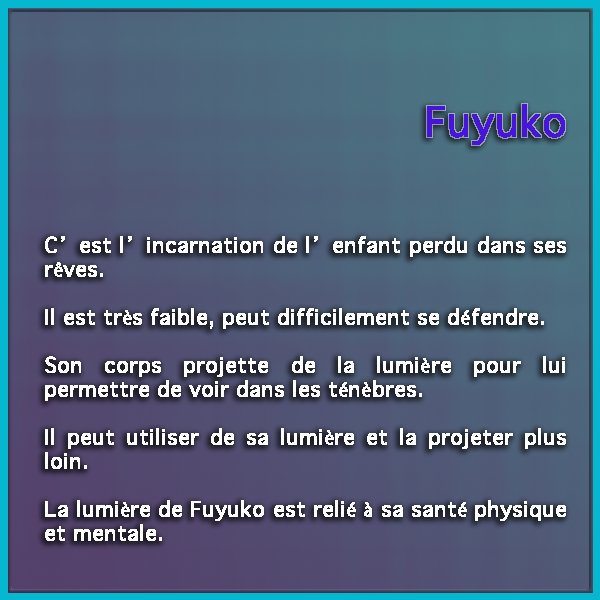 Fuyuko
C’est l’incarnation de l’enfant perdu dans ses
rêves.
Il est très faible, peut difficilement se défendre.
Son corps projette de la lumière pour lui
permettre de voir dans les ténèbres.
Il peut utiliser de sa lumière et la projeter plus
loin.
La lumière de Fuyuko est relié à sa santé physique
et mentale.